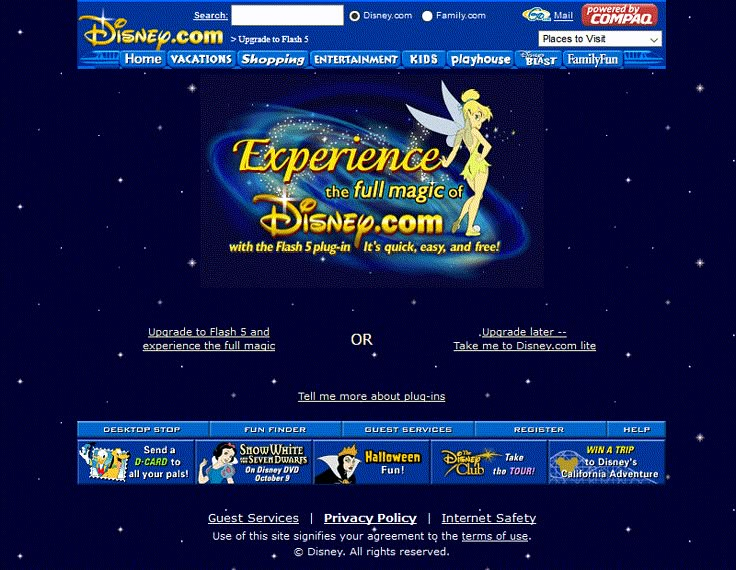 Disney.com
Search:
Disney.com
Family.com
Mail
powered by
COMPAQ
> Upgrade to Flash 5
Places to Visit
Home
VACATIONS
Shopping
ENTERTAINMENT
KIDS
playhouse
Disney's
BLAST
FamilyFun
Experience
the full magic of
Disney.com
with the Flash 5 plug-in It's quick, easy, and free!
Upgrade to Flash 5 and
experience the full magic
OR
Upgrade later --
Take me to Disney.com lite
Tell me more about plug-ins
DESKTOP STOP
FUN FINDER
GUEST SERVICES
REGISTER
HELP
Send a
D-CARD to
all your pals!
SNOW WHITE
AND THE
SEVEN DWARFS
On Disney DVD
October 9
Halloween
Fun!
The
Disney
Club
Take
the TOUR!
WIN A TRIP
to Disney's
California Adventure
Guest Services | Privacy Policy | Internet Safety
Use of this site signifies your agreement to the terms of use.
© Disney. All rights reserved.